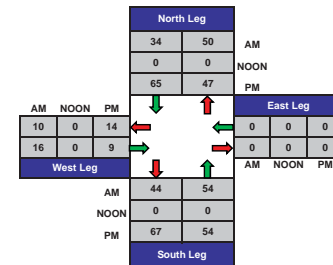 North Leg
34 50 AM
0 0 NOON
65 47 PM
AM NOON PM East Leg
10 0 14 0 0 0
16 0 9 0 0 0
West Leg AM NOON PM
AM 44 54
NOON 0 0
PM 67 54
South Leg